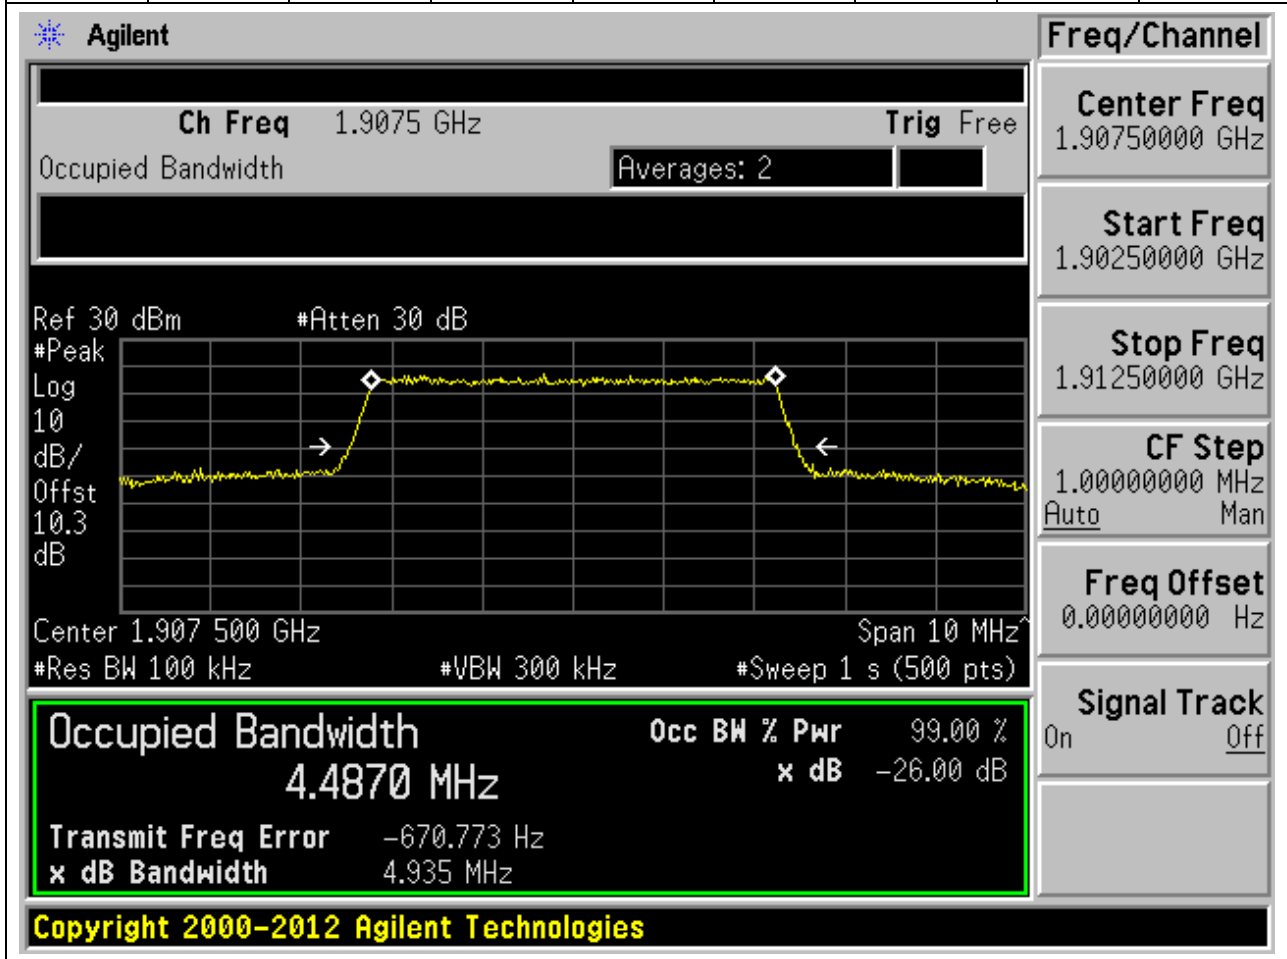 Agilent
Freq/Channel
Ch Freq 1.9075 GHz Trig Free
Occupied Bandwidth Averages: 2
Ref 30 dBm #Atten 30 dB
#Peak
Log
10
dB/
Offst
10.3
dB
Center 1.907 500 GHz Span 10 MHz^
#Res BW 100 kHz #VBW 300 kHz #Sweep 1 s (500 pts)
Occupied Bandwidth
4.4870 MHz
Occ BW % Pwr 99.00 %
x dB -26.00 dB
Transmit Freq Error -670.773 Hz
x dB Bandwidth 4.935 MHz
Center Freq
1.90750000 GHz
Start Freq
1.90250000 GHz
Stop Freq
1.91250000 GHz
CF Step
1.00000000 MHz
Auto Man
Freq Offset
0.00000000 Hz
Signal Track
On Off
Copyright 2000-2012 Agilent Technologies